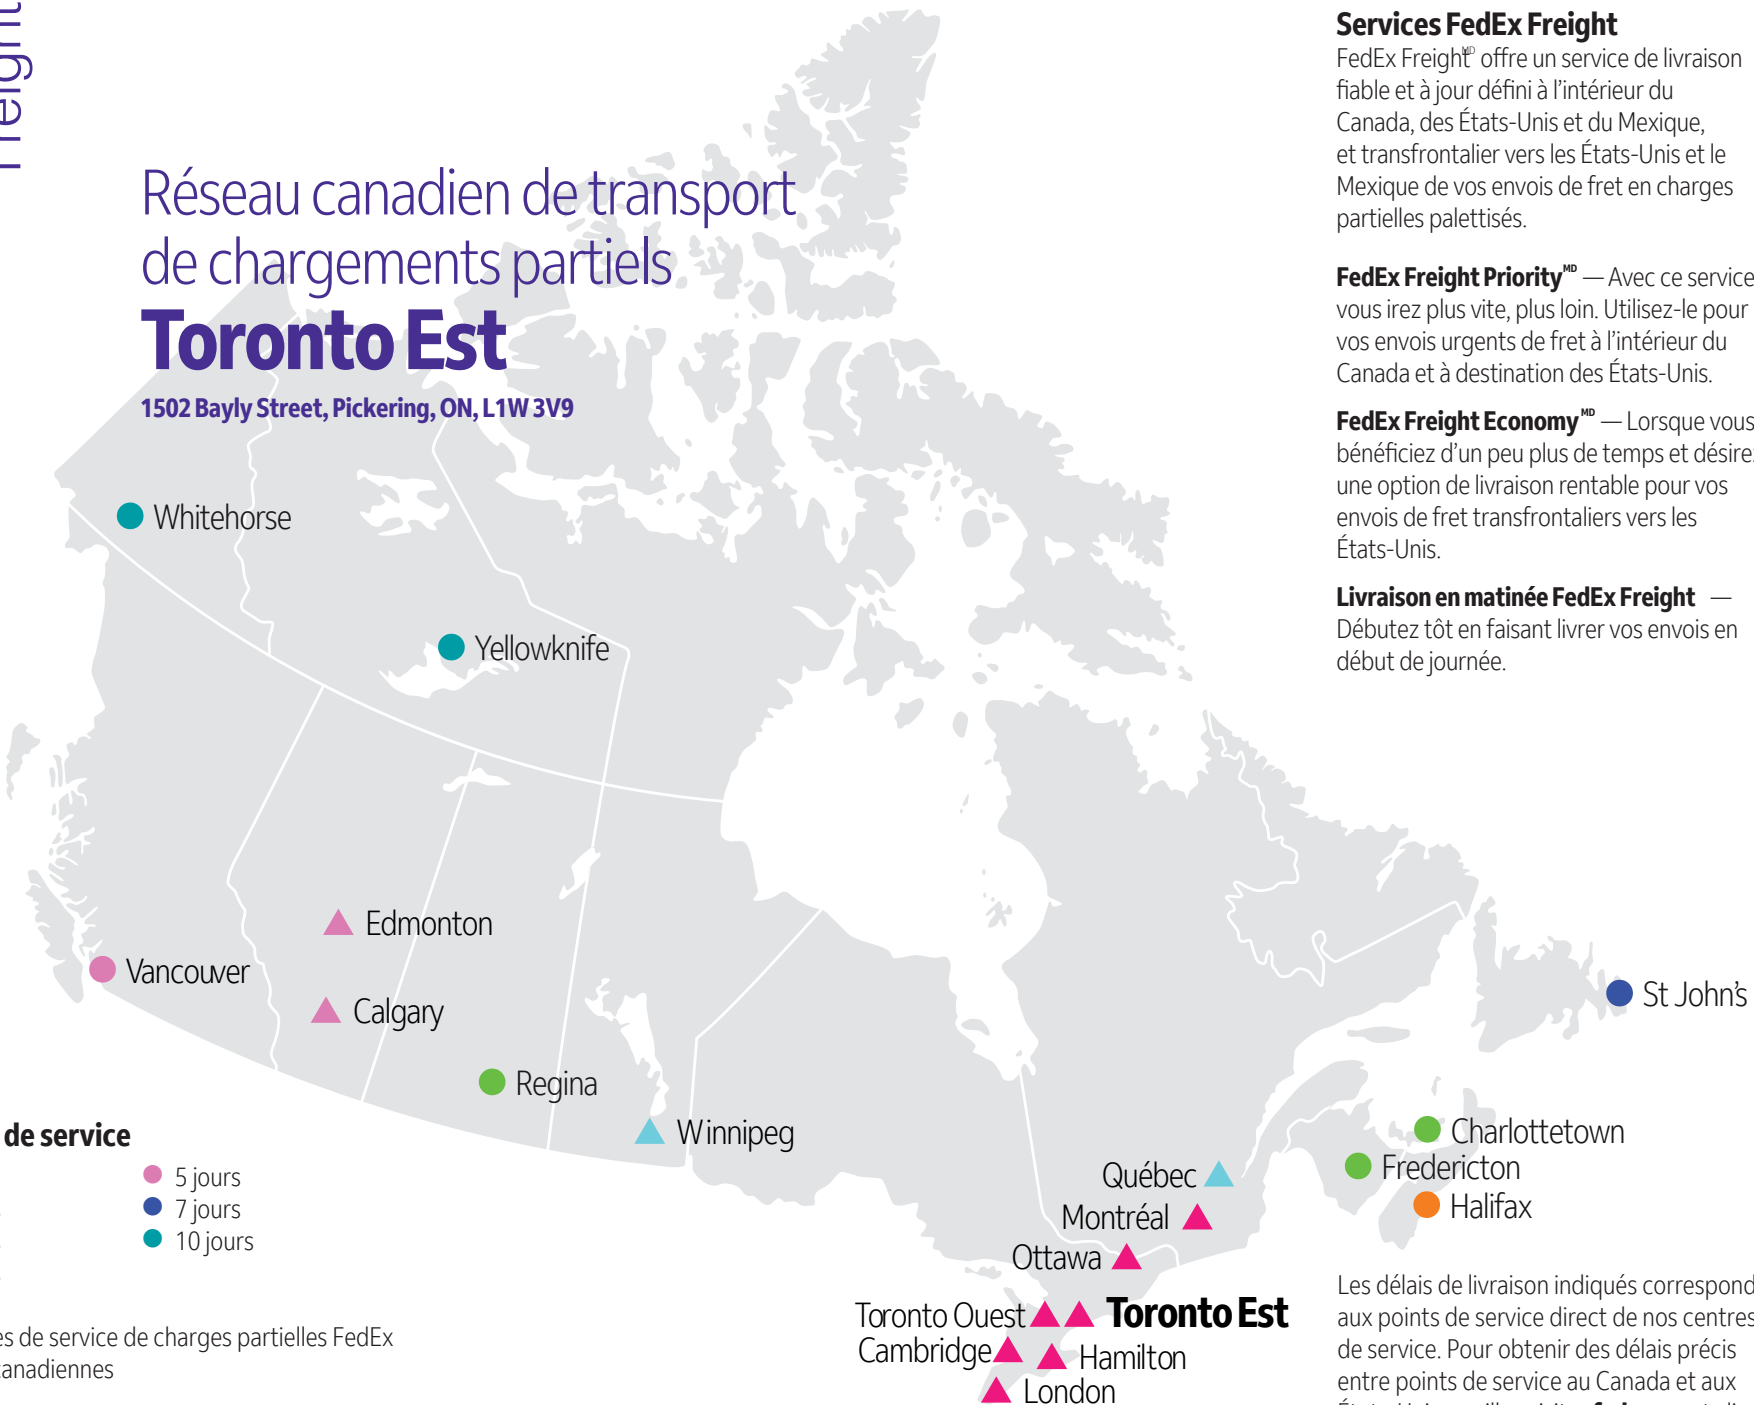 Freight
Réseau canadien de transport
de chargements partiels
Toronto Est
1502 Bayly Street, Pickering, ON, L1W 3V9
Services FedEx Freight
FedEx Freight MD offre un service de livraison
fiable et à jour défini à l’intérieur du
Canada, des États-Unis et du Mexique,
et transfrontalier vers les États-Unis et le
Mexique de vos envois de fret en charges
partielles palettisés.
FedEx Freight Priority MD — Avec ce service
vous irez plus vite, plus loin. Utilisez-le pour
vos envois urgents de fret à l’intérieur du
Canada et à destination des États-Unis.
FedEx Freight Economy MD — Lorsque vous
bénéficiez d’un peu plus de temps et désirez
une option de livraison rentable pour vos
envois de fret transfrontaliers vers les
États-Unis.
Livraison en matinée FedEx Freight —
Débutez tôt en faisant livrer vos envois en
début de journée.
Whitehorse
Yellowknife
Edmonton
Vancouver
Calgary
Regina
Winnipeg
St John’s
Charlottetown
Fredericton
Halifax
Québec
Montréal
Ottawa
Toronto Ouest
Toronto Est
Cambridge
Hamilton
London
de service
5 jours
7 jours
10 jours
es de service de charges partielles FedEx
canadiennes
Les délais de livraison indiqués correspond
aux points de service direct de nos centres
de service. Pour obtenir des délais précis
entre points de service au Canada et aux